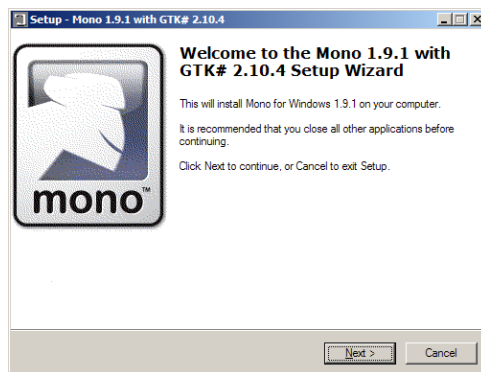 Setup - Mono 1.9.1 with GTK# 2.10.4
Welcome to the Mono 1.9.1 with
GTK# 2.10.4 Setup Wizard
This will install Mono for Windows 1.9.1 on your computer.
It is recommended that you close all other applications before
continuing.
Click Next to continue, or Cancel to exit Setup.
mono™
Next >
Cancel